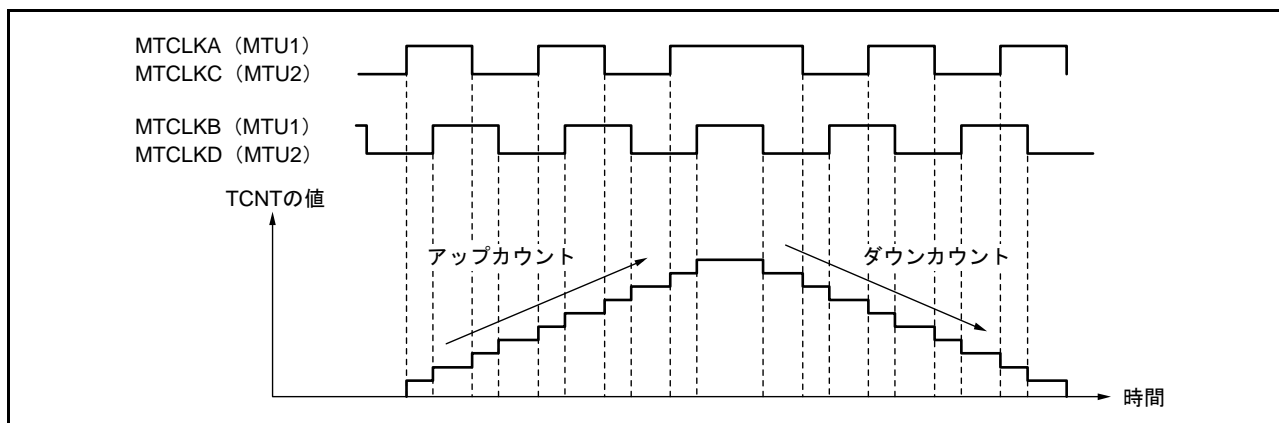 MTCLKA（MTU1）
MTCLKC（MTU2）
MTCLKB（MTU1）
MTCLKD（MTU2）
TCNTの値
アップカウント
ダウンカウント
時間